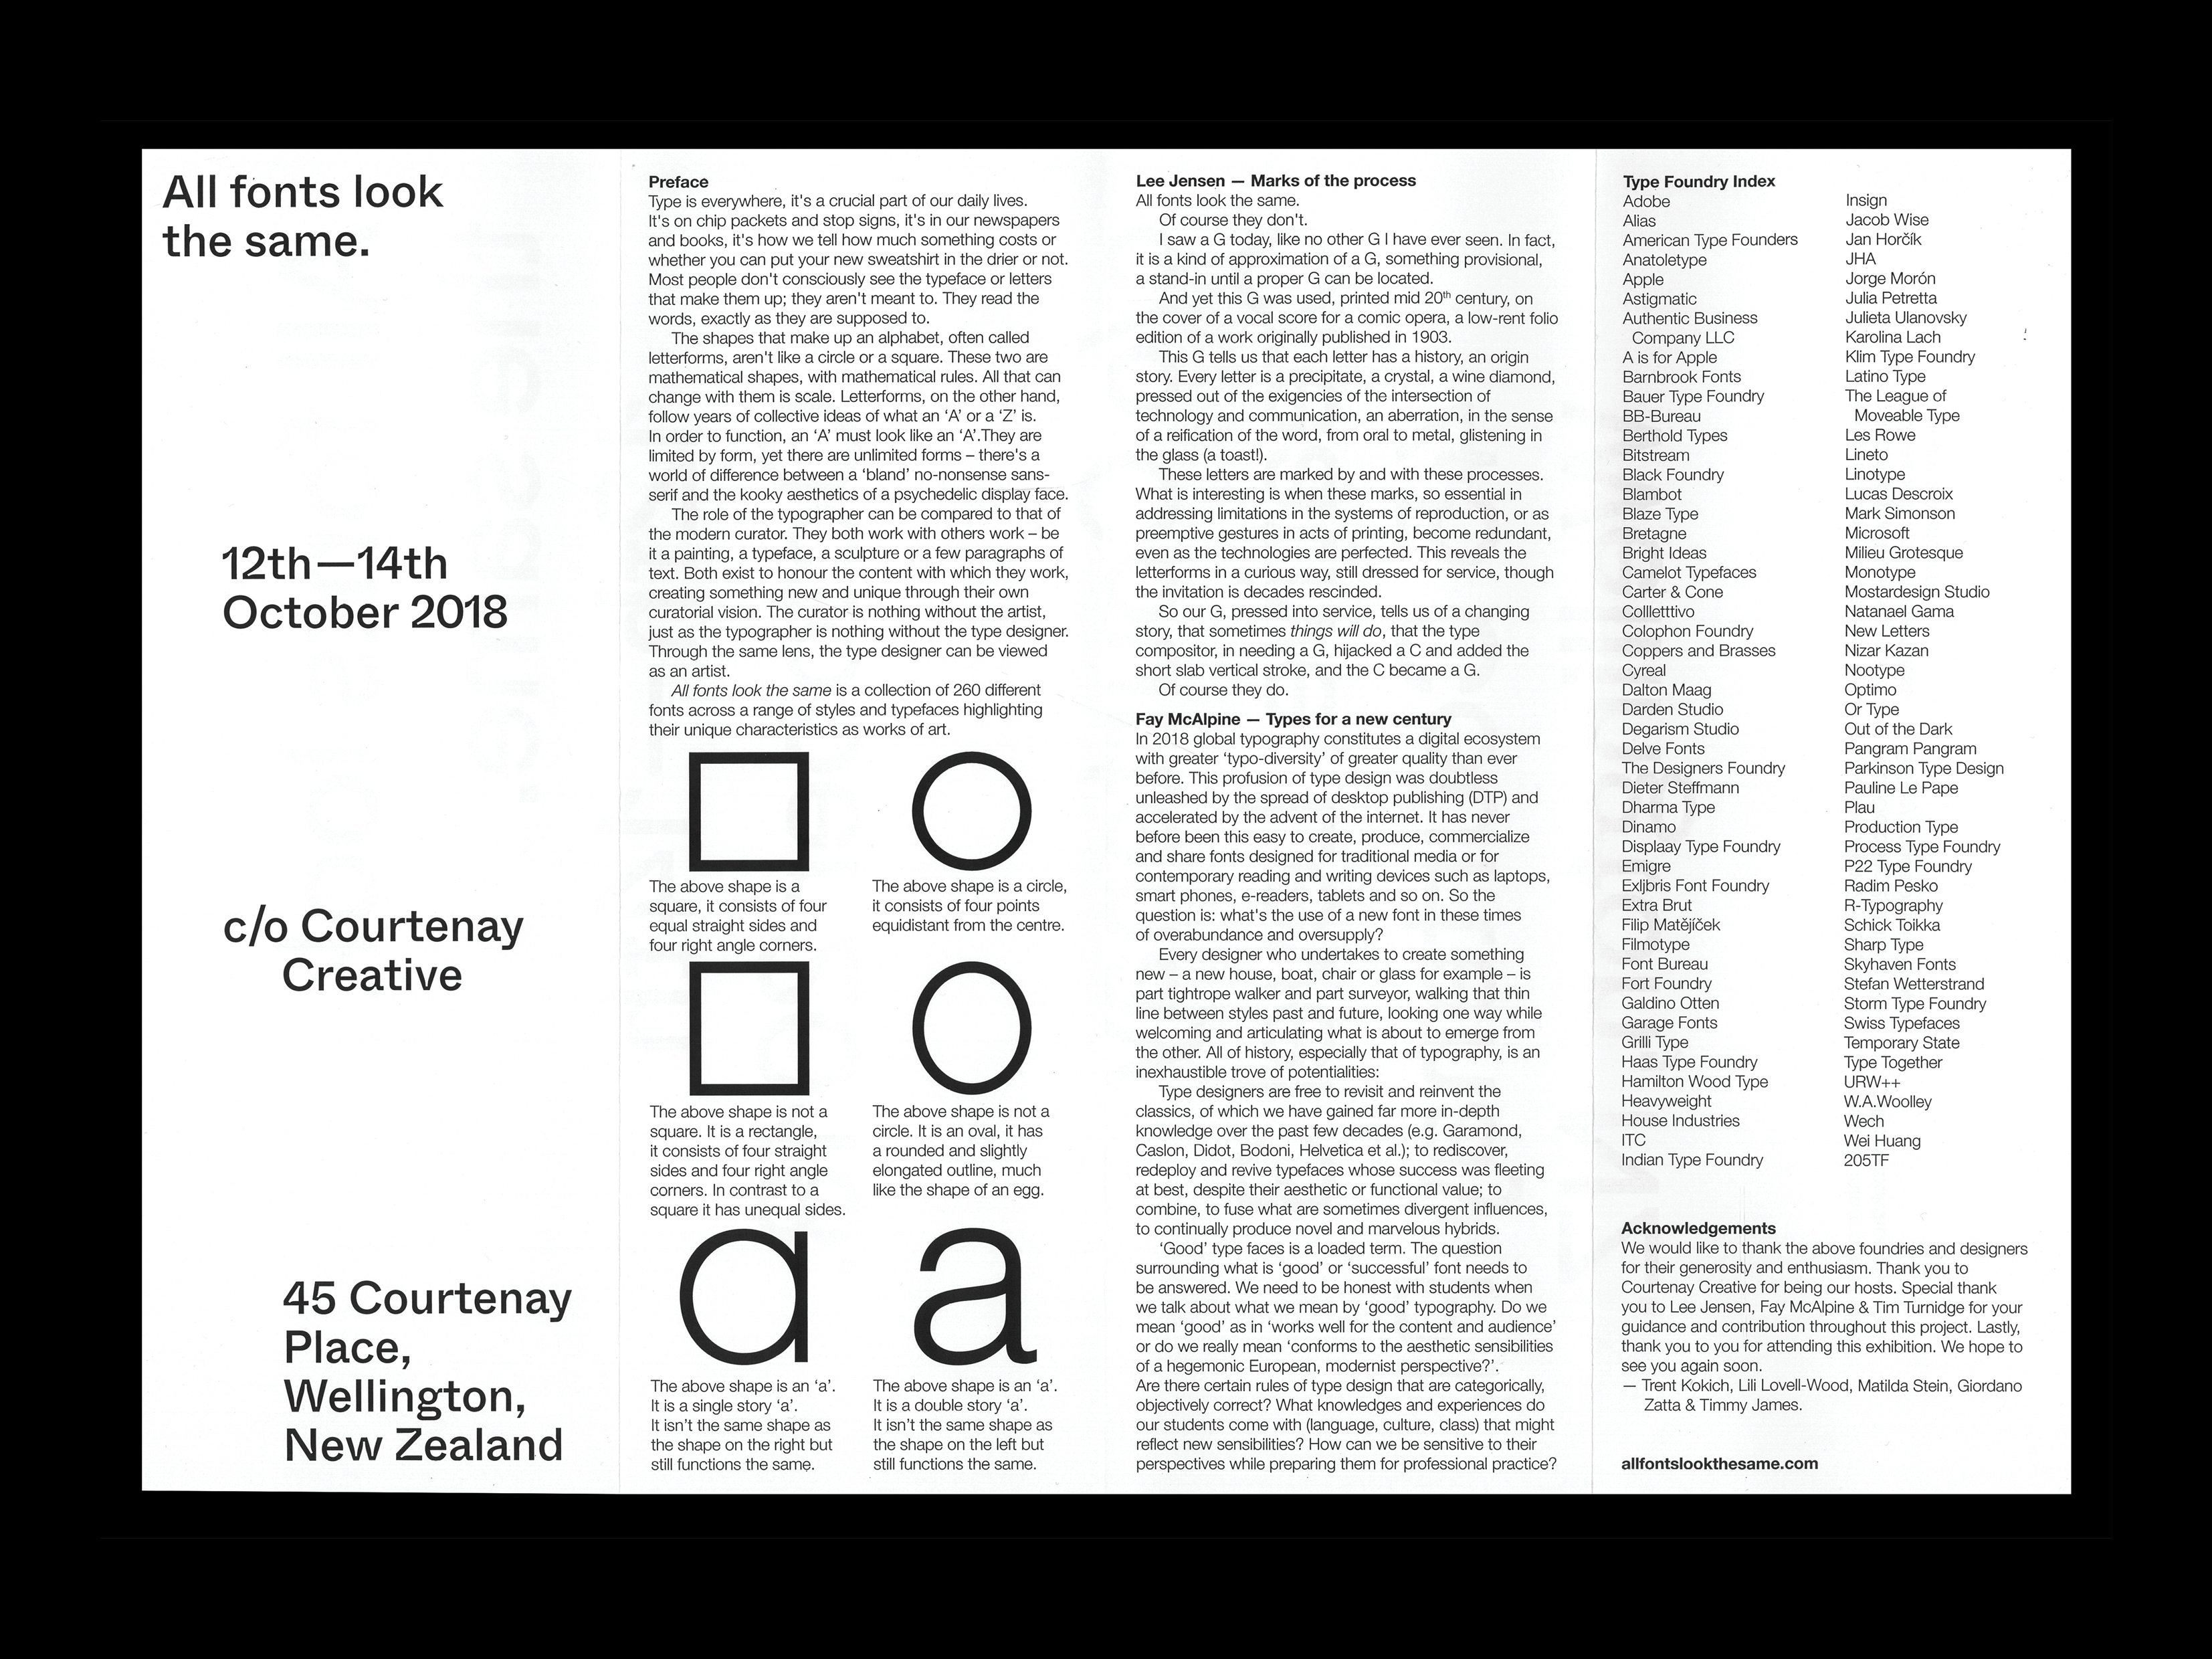 All fonts look
the same.
12th—14th
October 2018
c/o Courtenay
Creative
45 Courtenay
Place,
Wellington,
New Zealand
Preface
Type is everywhere, it's a crucial part of our daily lives.
It's on chip packets and stop signs, it's in our newspapers
and books, it's how we tell how much something costs or
whether you can put your new sweatshirt in the drier or not.
Most people don't consciously see the typeface or letters
that make them up; they aren't meant to. They read the
words, exactly as they are supposed to.
The shapes that make up an alphabet, often called
letterforms, aren't like a circle or a square. These two are
mathematical shapes, with mathematical rules. All that can
change with them is scale. Letterforms, on the other hand,
follow years of collective ideas of what an ‘A’ or a ‘Z’ is.
In order to function, an ‘A’ must look like an ‘A’.They are
limited by form, yet there are unlimited forms – there's a
world of difference between a ‘bland’ no-nonsense sans-
serif and the kooky aesthetics of a psychedelic display face.
The role of the typographer can be compared to that of
the modern curator. They both work with others work – be
it a painting, a typeface, a sculpture or a few paragraphs of
text. Both exist to honour the content with which they work,
creating something new and unique through their own
curatorial vision. The curator is nothing without the artist,
just as the typographer is nothing without the type designer.
Through the same lens, the type designer can be viewed
as an artist.
All fonts look the same is a collection of 260 different
fonts across a range of styles and typefaces highlighting
their unique characteristics as works of art.
The above shape is a
square, it consists of four
equal straight sides and
four right angle corners.
The above shape is a circle,
it consists of four points
equidistant from the centre.
The above shape is not a
square. It is a rectangle,
it consists of four straight
sides and four right angle
corners. In contrast to a
square it has unequal sides.
The above shape is not a
circle. It is an oval, it has
a rounded and slightly
elongated outline, much
like the shape of an egg.
a
a
The above shape is an ‘a’.
It is a single story ‘a’.
It isn’t the same shape as
the shape on the right but
still functions the same.
The above shape is an ‘a’.
It is a double story ‘a’.
It isn’t the same shape as
the shape on the left but
still functions the same.
Lee Jensen — Marks of the process
All fonts look the same.
Of course they don't.
I saw a G today, like no other G I have ever seen. In fact,
it is a kind of approximation of a G, something provisional,
a stand-in until a proper G can be located.
And yet this G was used, printed mid 20th century, on
the cover of a vocal score for a comic opera, a low-rent folio
edition of a work originally published in 1903.
This G tells us that each letter has a history, an origin
story. Every letter is a precipitate, a crystal, a wine diamond,
pressed out of the exigencies of the intersection of
technology and communication, an aberration, in the sense
of a reification of the word, from oral to metal, glistening in
the glass (a toast!).
These letters are marked by and with these processes.
What is interesting is when these marks, so essential in
addressing limitations in the systems of reproduction, or as
preemptive gestures in acts of printing, become redundant,
even as the technologies are perfected. This reveals the
letterforms in a curious way, still dressed for service, though
the invitation is decades rescinded.
So our G, pressed into service, tells us of a changing
story, that sometimes things will do, that the type
compositor, in needing a G, hijacked a C and added the
short slab vertical stroke, and the C became a G.
Of course they do.
Fay McAlpine — Types for a new century
In 2018 global typography constitutes a digital ecosystem
with greater ‘typo-diversity’ of greater quality than ever
before. This profusion of type design was doubtless
unleashed by the spread of desktop publishing (DTP) and
accelerated by the advent of the internet. It has never
before been this easy to create, produce, commercialize
and share fonts designed for traditional media or for
contemporary reading and writing devices such as laptops,
smart phones, e-readers, tablets and so on. So the
question is: what's the use of a new font in these times
of overabundance and oversupply?
Every designer who undertakes to create something
new – a new house, boat, chair or glass for example – is
part tightrope walker and part surveyor, walking that thin
line between styles past and future, looking one way while
welcoming and articulating what is about to emerge from
the other. All of history, especially that of typography, is an
inexhaustible trove of potentialities:
Type designers are free to revisit and reinvent the
classics, of which we have gained far more in-depth
knowledge over the past few decades (e.g. Garamond,
Caslon, Didot, Bodoni, Helvetica et al.); to rediscover,
redeploy and revive typefaces whose success was fleeting
at best, despite their aesthetic or functional value; to
combine, to fuse what are sometimes divergent influences,
to continually produce novel and marvelous hybrids.
‘Good’ type faces is a loaded term. The question
surrounding what is ‘good’ or ‘successful’ font needs to
be answered. We need to be honest with students when
we talk about what we mean by ‘good’ typography. Do we
mean ‘good’ as in ‘works well for the content and audience’
or do we really mean ‘conforms to the aesthetic sensibilities
of a hegemonic European, modernist perspective?’.
Are there certain rules of type design that are categorically,
objectively correct? What knowledges and experiences do
our students come with (language, culture, class) that might
reflect new sensibilities? How can we be sensitive to their
perspectives while preparing them for professional practice?
Type Foundry Index
Adobe
Alias
American Type Founders
Anatoletype
Apple
Astigmatic
Authentic Business
Company LLC
A is for Apple
Barnbrook Fonts
Bauer Type Foundry
BB-Bureau
Berthold Types
Bitstream
Black Foundry
Blambot
Blaze Type
Bretagne
Bright Ideas
Camelot Typefaces
Carter & Cone
Collletttivo
Colophon Foundry
Coppers and Brasses
Cyreal
Dalton Maag
Darden Studio
Degarism Studio
Delve Fonts
The Designers Foundry
Dieter Steffmann
Dharma Type
Dinamo
Displaay Type Foundry
Emigre
Exljbris Font Foundry
Extra Brut
Filip Matějíček
Filmotype
Font Bureau
Fort Foundry
Galdino Otten
Garage Fonts
Grilli Type
Haas Type Foundry
Hamilton Wood Type
Heavyweight
House Industries
ITC
Indian Type Foundry
Insign
Jacob Wise
Jan Horčík
JHA
Jorge Morón
Julia Petretta
Julieta Ulanovsky
Karolina Lach
Klim Type Foundry
Latino Type
The League of
Moveable Type
Les Rowe
Lineto
Linotype
Lucas Descroix
Mark Simonson
Microsoft
Milieu Grotesque
Monotype
Mostardesign Studio
Natanael Gama
New Letters
Nizar Kazan
Nootype
Optimo
Or Type
Out of the Dark
Pangram Pangram
Parkinson Type Design
Pauline Le Pape
Plau
Production Type
Process Type Foundry
P22 Type Foundry
Radim Pesko
R-Typography
Schick Toikka
Sharp Type
Skyhaven Fonts
Stefan Wetterstrand
Storm Type Foundry
Swiss Typefaces
Temporary State
Type Together
URW++
W.A.Woolley
Wech
Wei Huang
205TF
Acknowledgements
We would like to thank the above foundries and designers
for their generosity and enthusiasm. Thank you to
Courtenay Creative for being our hosts. Special thank
you to Lee Jensen, Fay McAlpine & Tim Turnidge for your
guidance and contribution throughout this project. Lastly,
thank you to you for attending this exhibition. We hope to
see you again soon.
— Trent Kokich, Lili Lovell-Wood, Matilda Stein, Giordano
Zatta & Timmy James.
allfontslookthesame.com